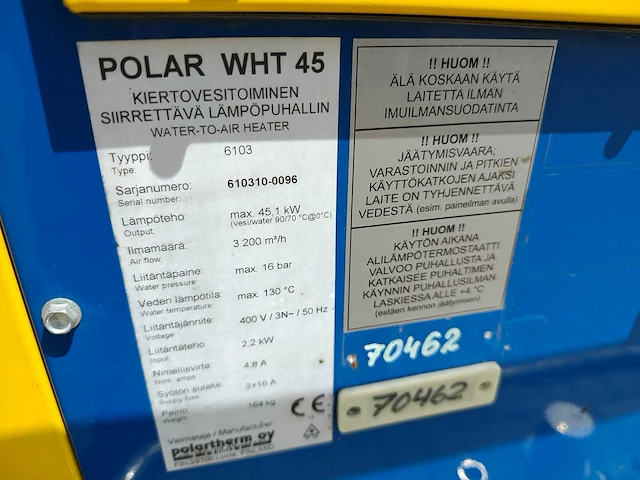 POLAR WHT 45
KIERTOVESITOIMINEN
SIIRRETTÄVÄ LÄMPÖPUHALLIN
WATER-TO-AIR HEATER
Tyyppi: 6103
Type:
Sarjanumero: 610310-0096
Serial number:
Lämpöteho: max. 45,1 kW
Output: (vesi/water 90/70 °C@0°C)
Ilmamäärä: 3.200 m³/h
Air flow:
Liitäntäpaine: max. 16 bar
Water pressure:
Veden lämpötila: max. 130 °C
Water temperature:
Liitäntäjännite: 400 V / 3N~ / 50 Hz
Voltage
Liitäntäteho 2.2 kW
Input:
Nimellisvirta: 4.8 A
Nom. amps
Syötön sulake 3×10 A
Supply fuse
Paino 164 kg
Weight
CE
Valmistaja / Manufacturer
polartherm oy
!! HUOM !!
ÄLÄ KOSKAAN KÄYTÄ
LAITETTA ILMAN
IMUILMANSUODATINTA
!! HUOM !!
JÄÄTYMISVAARA;
VARASTOINNIN JA PITKIEN
KÄYTTÖKATKOJEN AJAKSI
LAITE ON TYHJENNETTÄVÄ
VEDESTÄ (esim. paineilman avulla)
!! HUOM !!
KÄYTÖN AIKANA
ALILÄMPÖTERMOSTAATTI
VALVOO PUHALLUSTA JA
KATKAISEE PUHALTIMEN
KÄYNNIN PUHALLUSILMAN
LASKIESSA ALLE +4 °C
(estäen kennon jäätymisen)
70462
70462